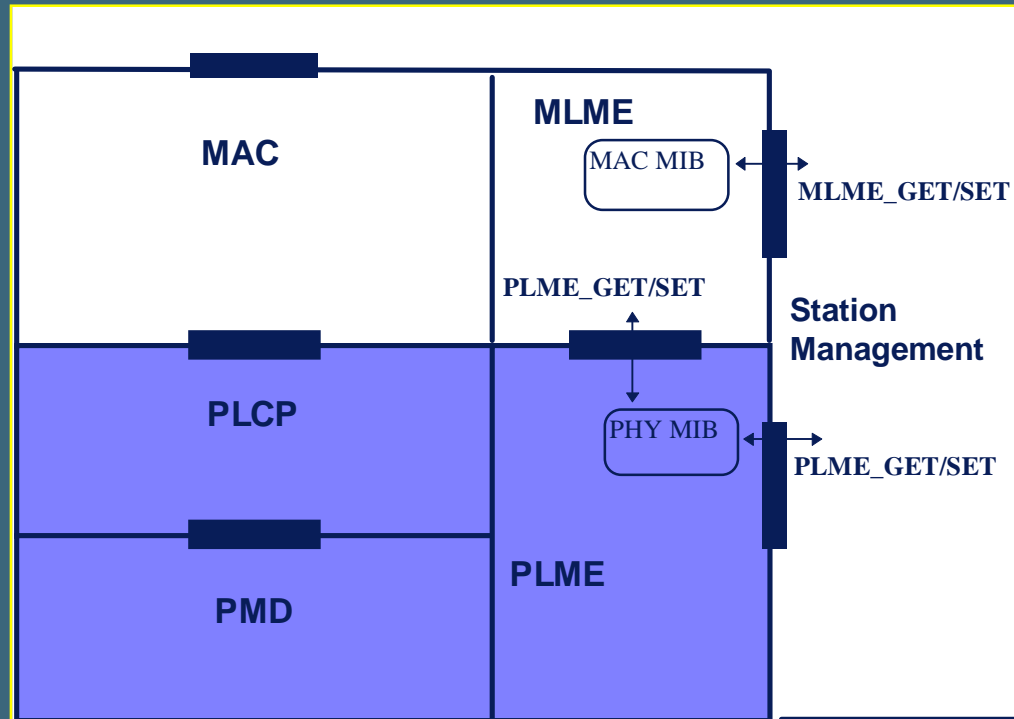 MLME
MAC
MAC MIB
MLME_GET/SET
PLME_GET/SET
Station
Management
PLCP
PHY MIB
PLME_GET/SET
PLME
PMD